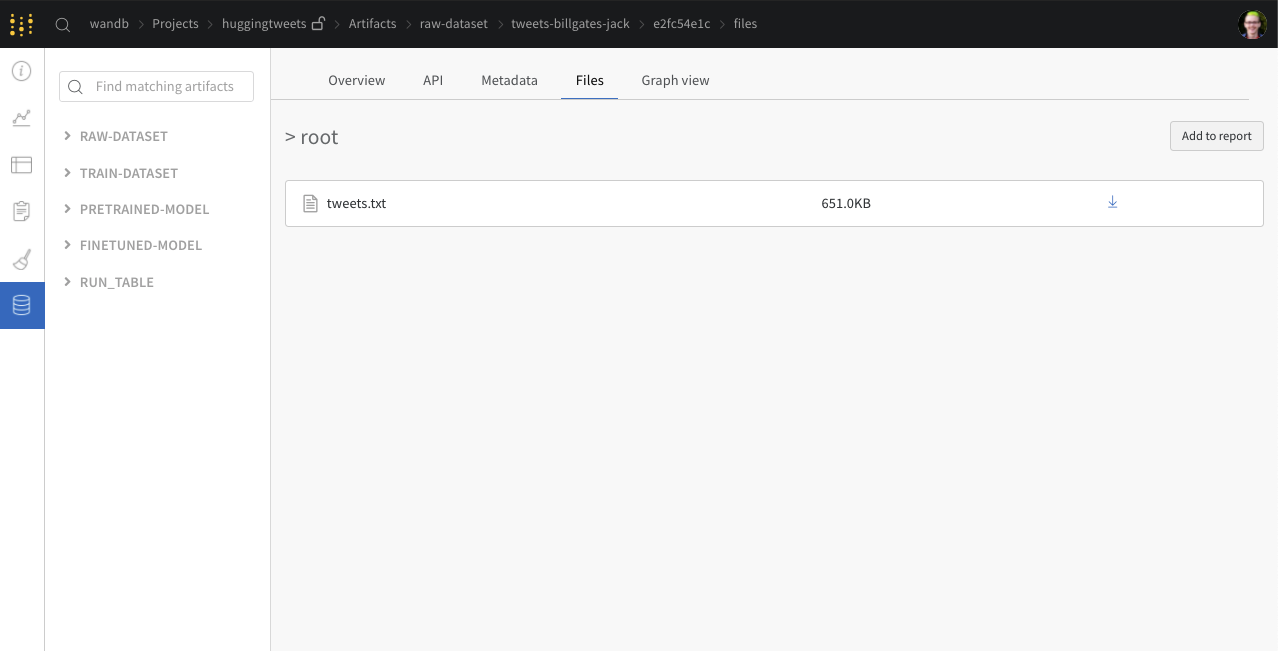 wandb Projects huggingtweets Artifacts raw-dataset tweets-billgates-jack e2fc54e1c files
Find matching artifacts
RAW-DATASET
TRAIN-DATASET
PRETRAINED-MODEL
FINETUNED-MODEL
RUN_TABLE
Overview API Metadata Files Graph view
> root
Add to report
tweets.txt 651.0KB